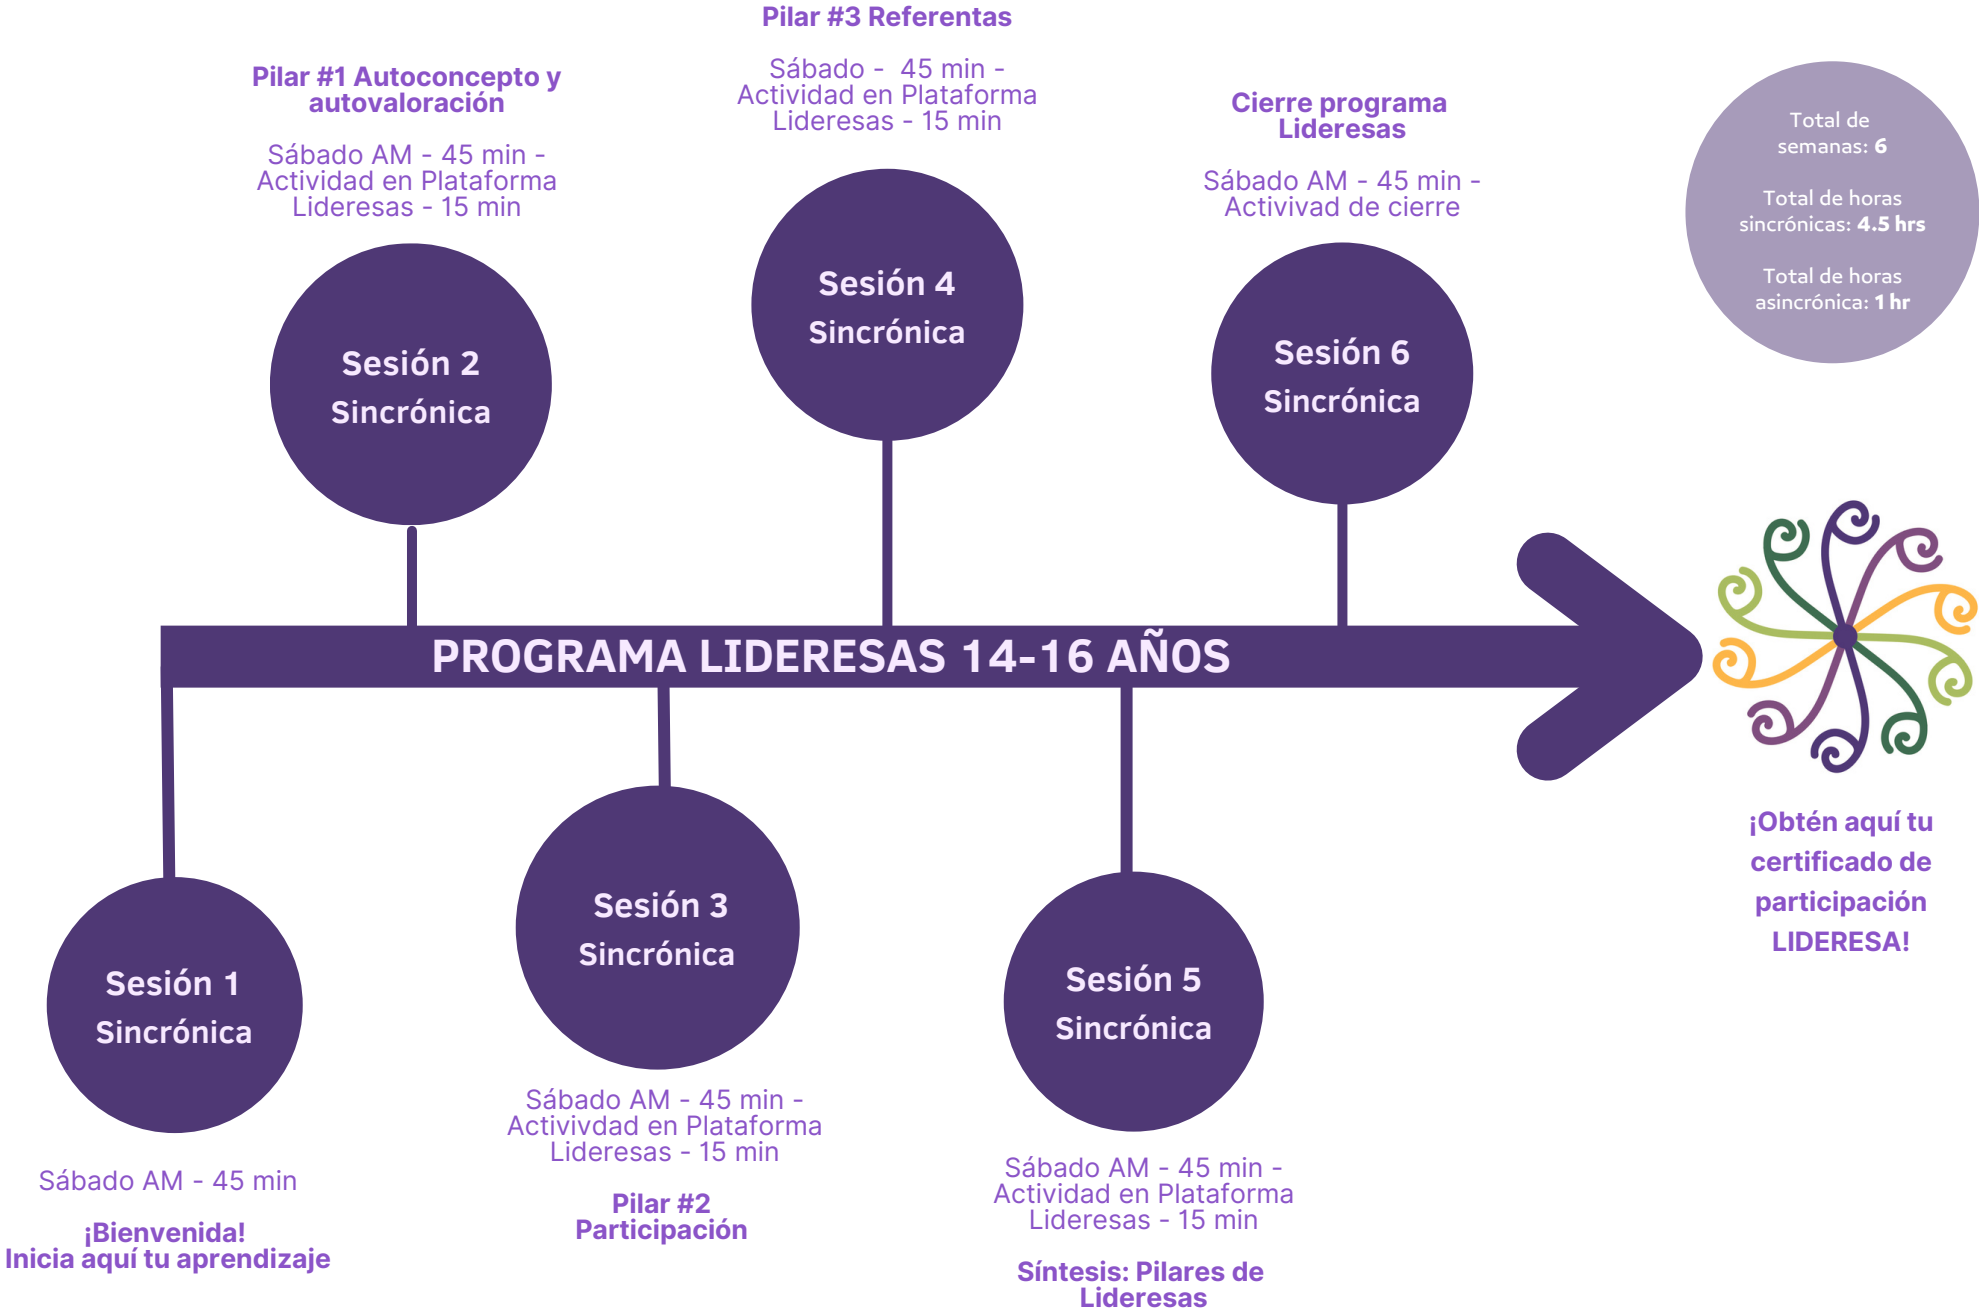 Pilar #3 Referentas
Sábado - 45 min -
Actividad en Plataforma
Lideresas - 15 min
Pilar #1 Autoconcepto y
autovaloración
Sábado AM - 45 min -
Actividad en Plataforma
Lideresas - 15 min
Cierre programa
Lideresas
Sábado AM - 45 min -
Activivad de cierre
Total de
semanas: 6
Total de horas
sincrónicas: 4.5 hrs
Total de horas
asincrónica: 1 hr
Sesión 2
Sincrónica
Sesión 4
Sincrónica
Sesión 6
Sincrónica
PROGRAMA LIDERESAS 14-16 AÑOS
Sesión 1
Sincrónica
Sábado AM - 45 min
¡Bienvenida!
Inicia aquí tu aprendizaje
Sesión 3
Sincrónica
Sábado AM - 45 min -
Activivdad en Plataforma
Lideresas - 15 min
Pilar #2
Participación
Sesión 5
Sincrónica
Sábado AM - 45 min -
Actividad en Plataforma
Lideresas - 15 min
Síntesis: Pilares de
Lideresas
¡Obtén aquí tu
certificado de
participación
LIDERESA!